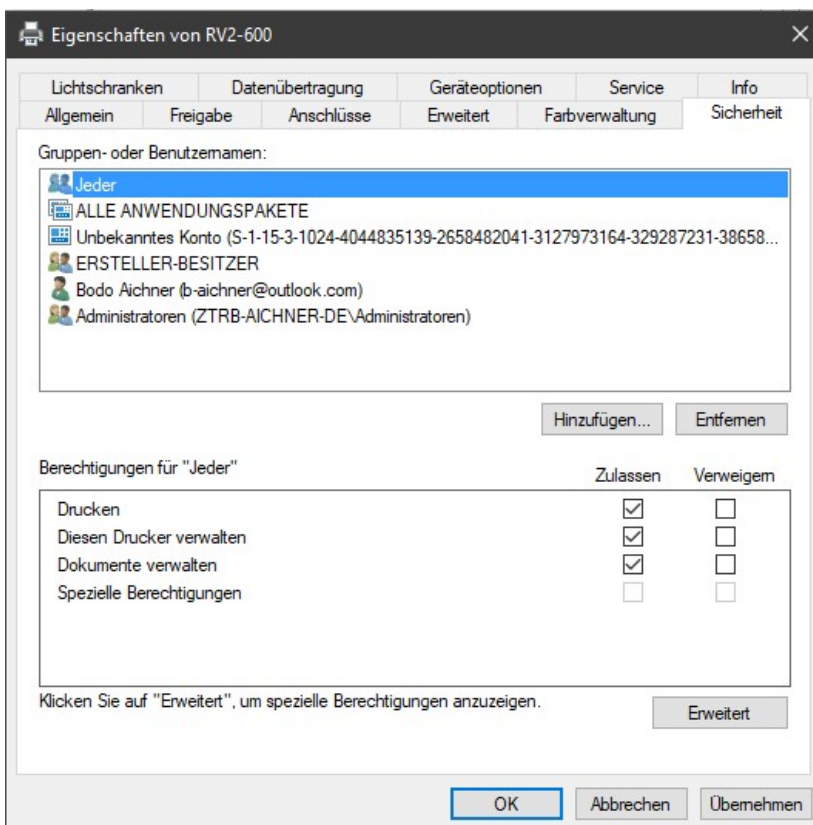 Eigenschaften von RV2-600
Lichtschranken Datenübertragung Geräteoptionen Service Info
Allgemein Freigabe Anschlüsse Erweitert Farbverwaltung Sicherheit
Gruppen- oder Benutzernamen:
Jeder
ALLE ANWENDUNGSPAKETE
Unbekanntes Konto (S-1-15-3-1024-4044835139-2658482041-3127973164-329287231-38658...
ERSTELLER-BESITZER
Bodo Aichner (b-aichner@outlook.com)
Administratoren (ZTRB-AICHNER-DE\Administratoren)
Hinzufügen... Entfernen
Berechtigungen für "Jeder" Zulassen Verweigern
Drucken
Diesen Drucker verwalten
Dokumente verwalten
Spezielle Berechtigungen
Klicken Sie auf "Erweitert", um spezielle Berechtigungen anzuzeigen.
Erweitert
OK Abbrechen Übernehmen